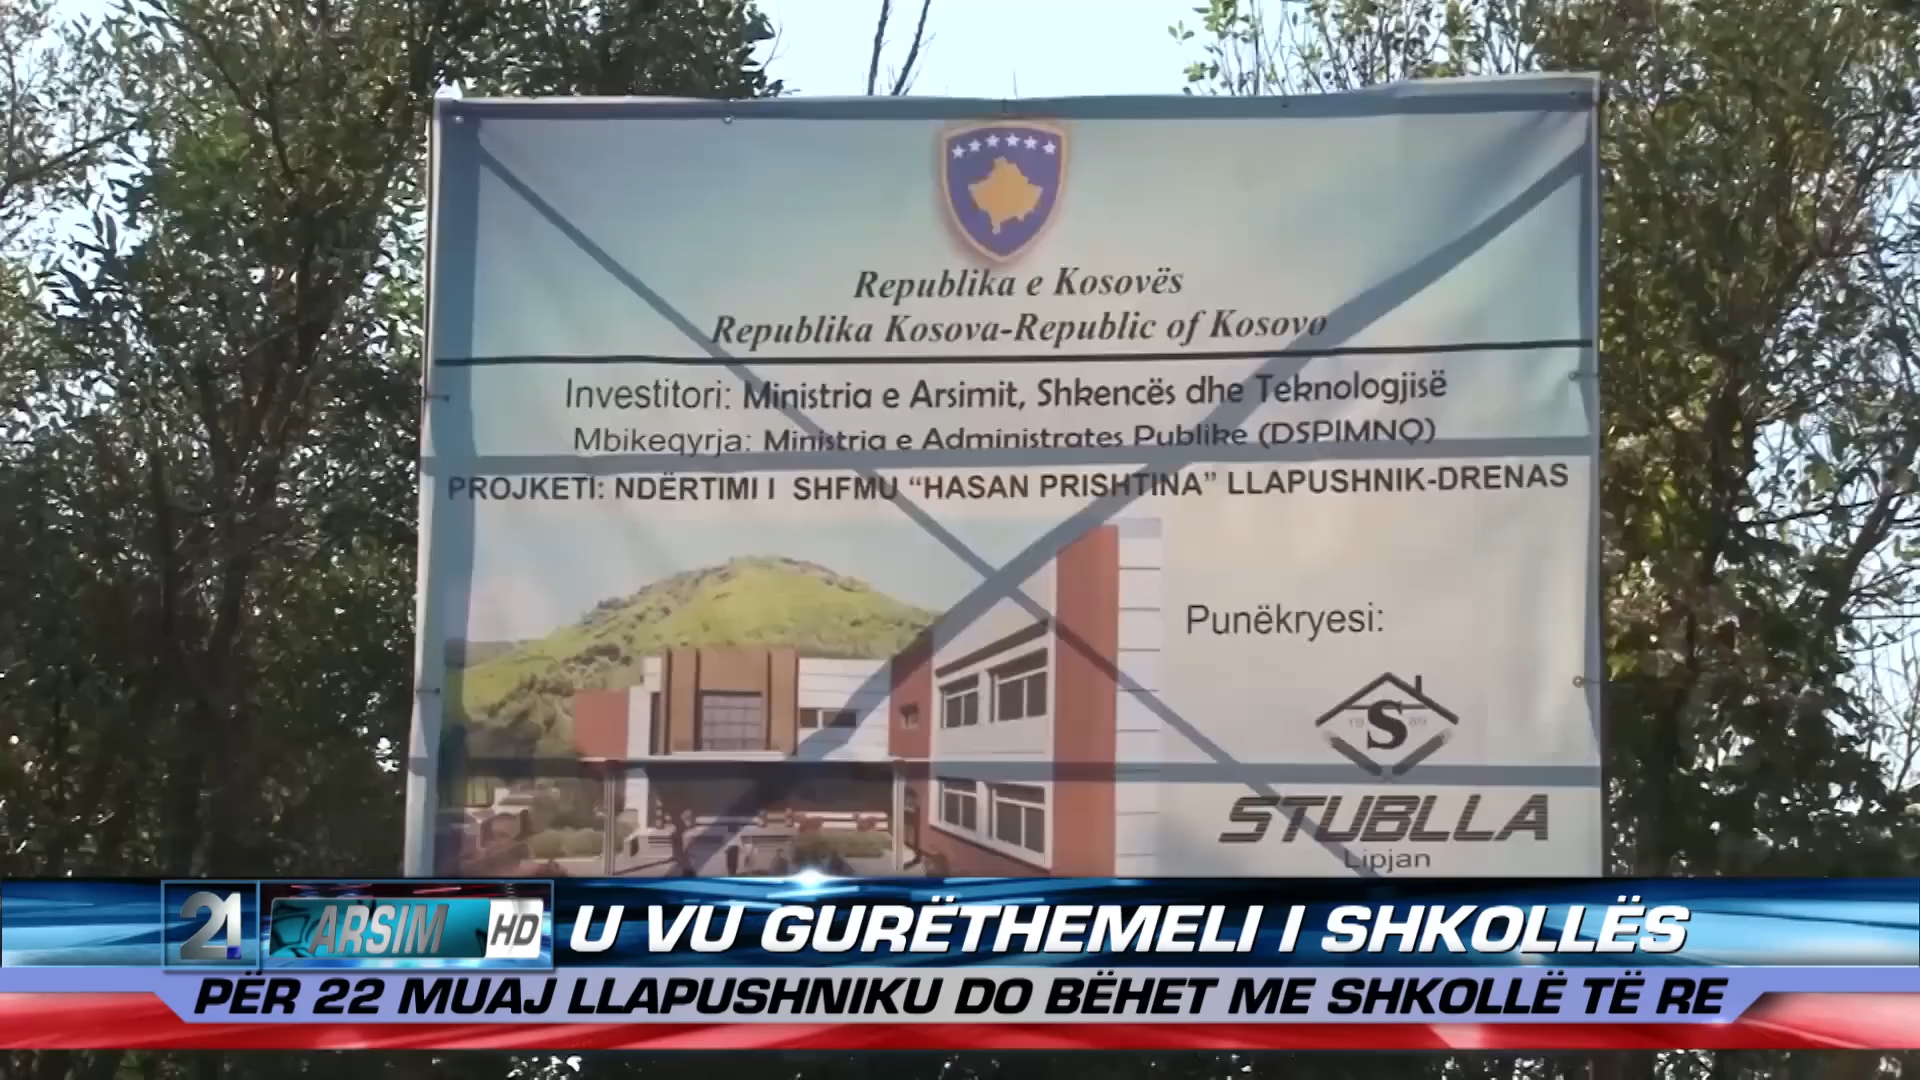 Republika e Kosovës
Republika Kosova-Republic of Kosovo
Investitori: Ministria e Arsimit, Shkencës dhe Teknologjisë
Mbikeqyrja: Ministria e Administrates Publike (DSPIMNQ)
PROJKETI: NDËRTIMI I SHFMU “HASAN PRISHTINA” LLAPUSHNIK-DRENAS
Punëkryesi:
19 S 89
STUBLLA
Lipjan
21 ARSIM HD U VU GURËTHEMELI I SHKOLLËS
PËR 22 MUAJ LLAPUSHNIKU DO BËHET ME SHKOLLË TË RE